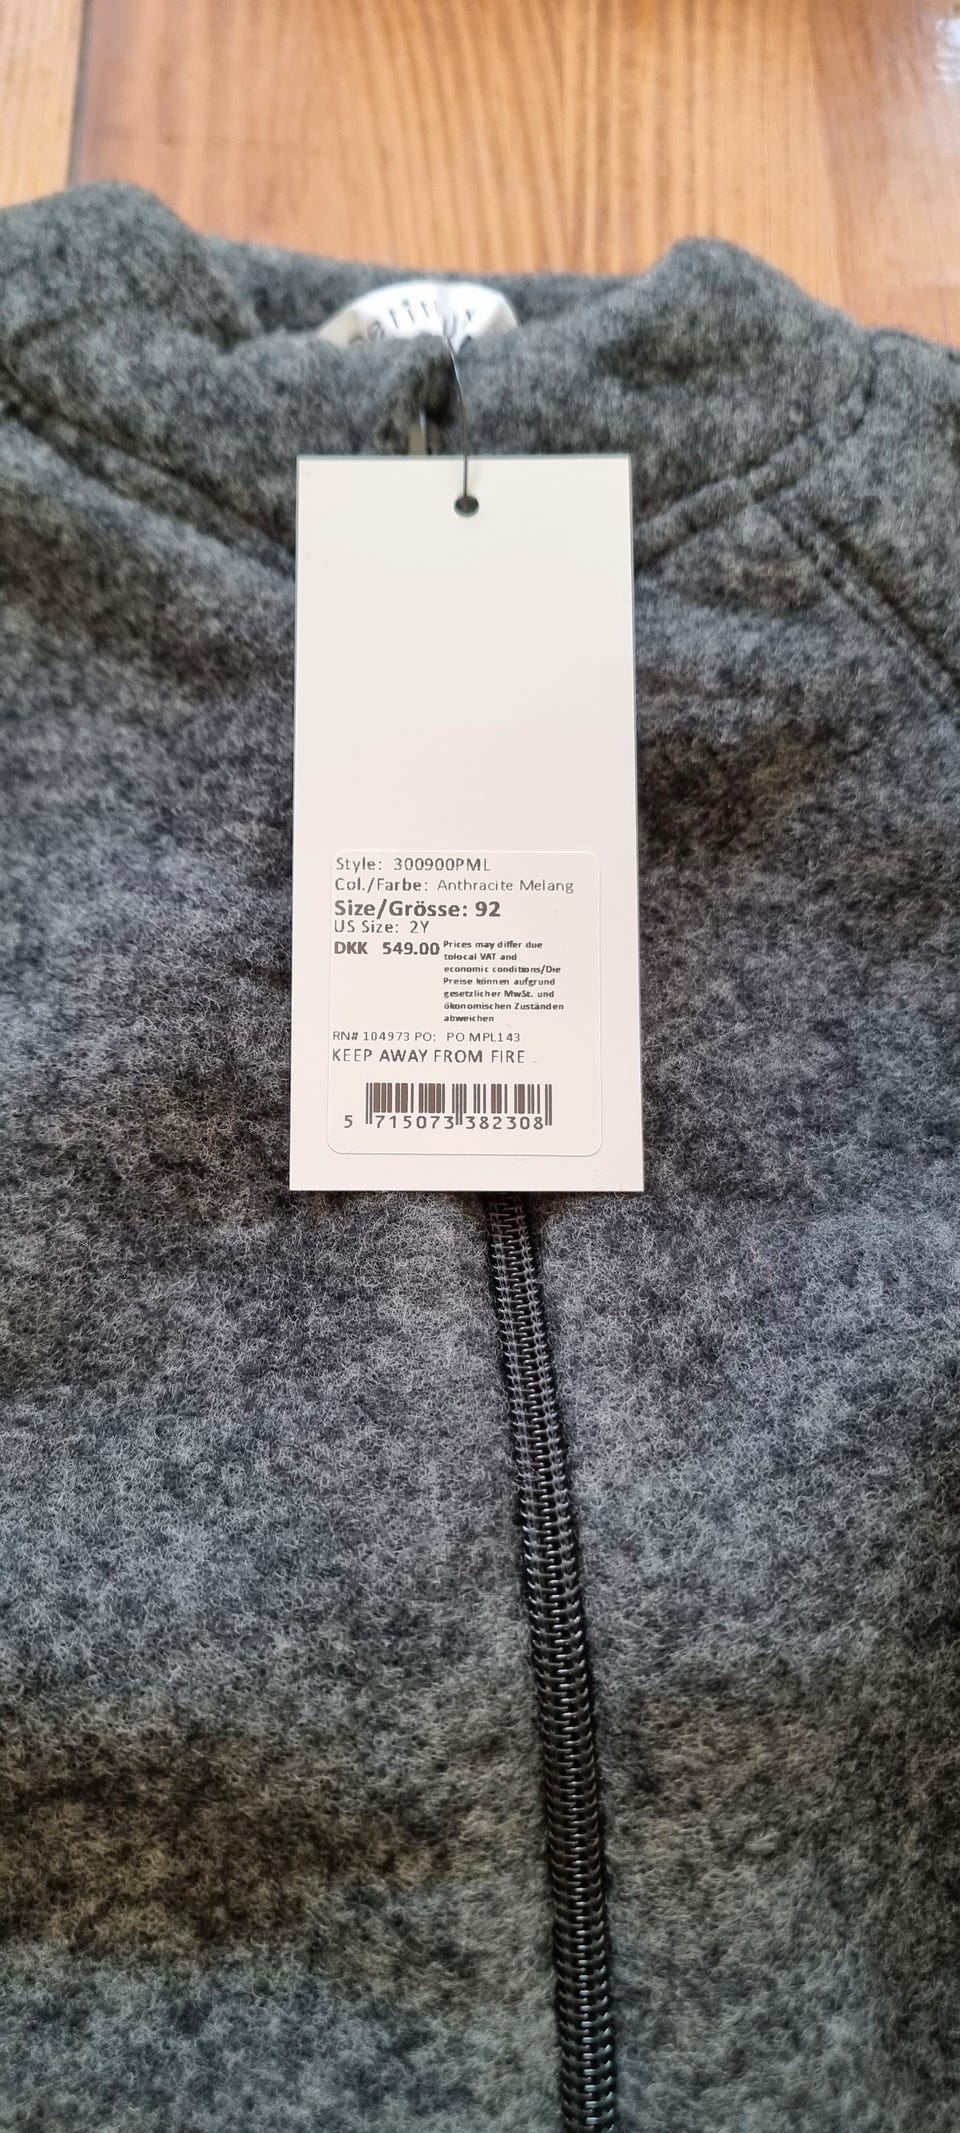 Style: 300900PML
Col./Farbe: Anthracite Melang
Size/Grösse: 92
US Size: 2Y
DKK 549.00 Prices may differ due
tolocal VAT and
economic conditions/Die
Preise können aufgrund
gesetzlicher MwSt. und
ökonomischen Zuständen
abweichen
RN# 104973 PO: PO MPL143
KEEP AWAY FROM FIRE
5 715073 382308